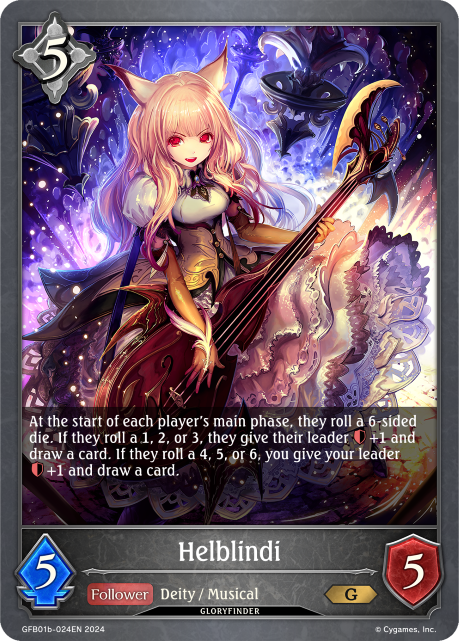 5
At the start of each player's main phase, they roll a 6-sided
die. If they roll a 1, 2, or 3, they give their leader +1 and
draw a card. If they roll a 4, 5, or 6, you give your leader
+1 and draw a card.
Helblindi
5
Follower Deity / Musical G
5
GLORYFINDER
GFB01b-024EN 2024 © Cygames, Inc.